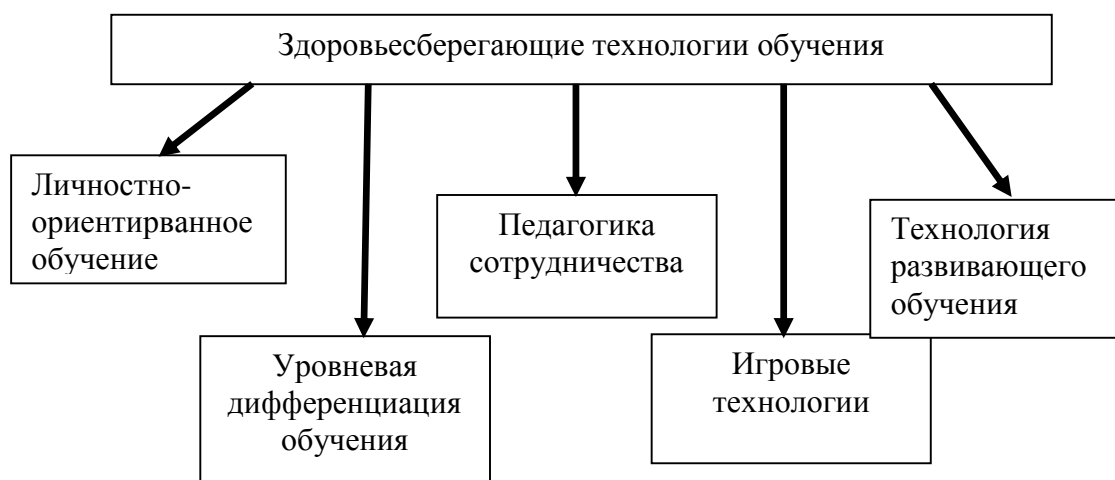 Здоровьесберегающие технологии обучения
Личностно-
ориентирванное
обучение
Педагогика
сотрудничества
Технология
развивающего
обучения
Уровневая
дифференциация
обучения
Игровые
технологии